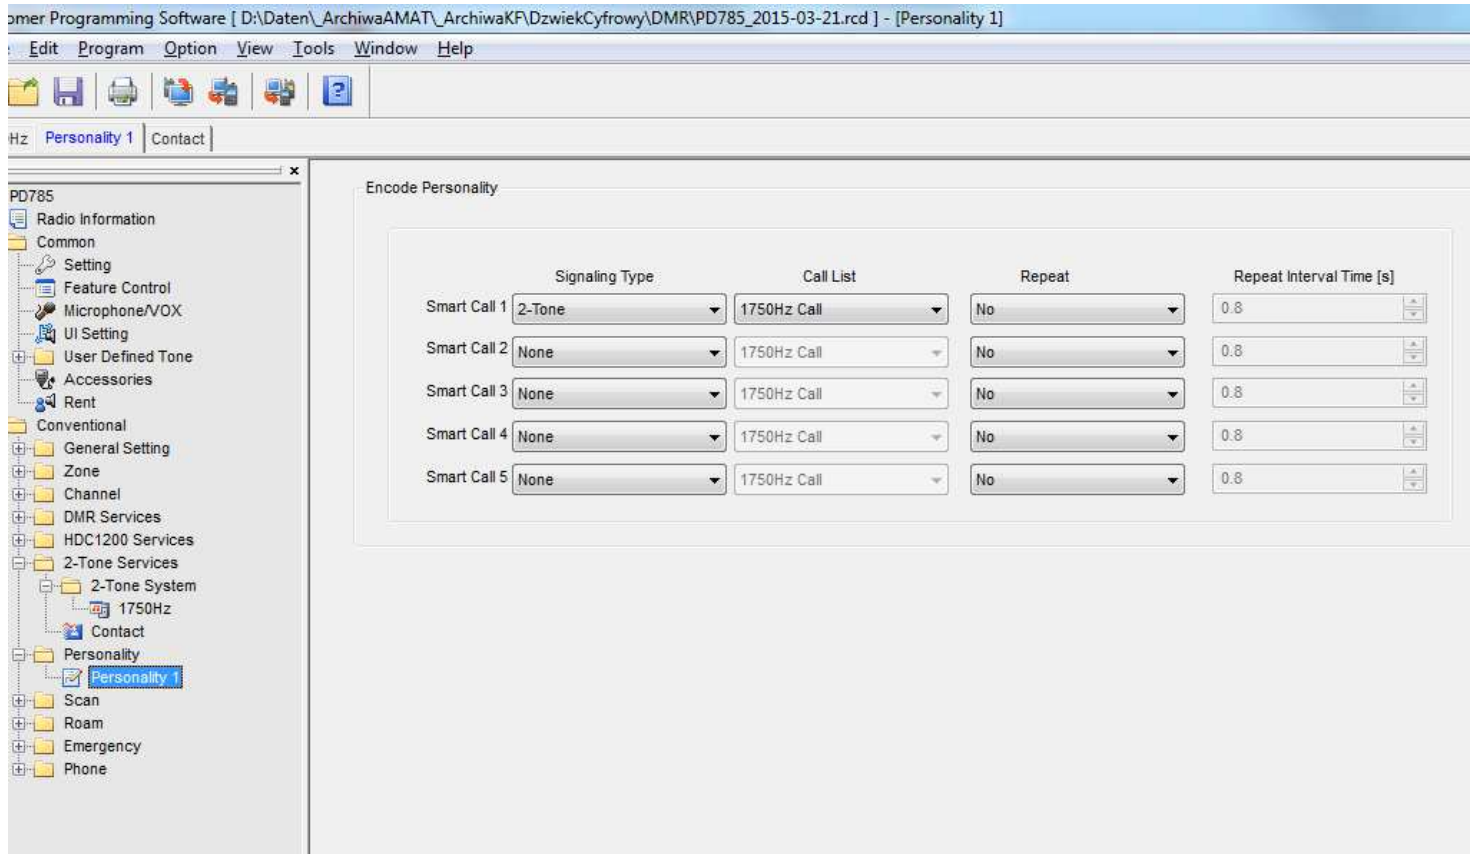 omer Programming Software [ D:\Daten\_ArchiwaAMAT\_ArchiwaKF\DzwiekCyfrowy\DMR\PD785_2015-03-21.rcd ] - [Personality 1]
Edit Program Option View Tools Window Help
Hz Personality 1 Contact
PD785
Radio Information
Common
Setting
Feature Control
Microphone/VOX
UI Setting
User Defined Tone
Accessories
Rent
Conventional
General Setting
Zone
Channel
DMR Services
HDC1200 Services
2-Tone Services
2-Tone System
1750Hz
Contact
Personality
Personality 1
Scan
Roam
Emergency
Phone
Encode Personality
Signaling Type Call List Repeat Repeat Interval Time [s]
Smart Call 1 2-Tone 1750Hz Call No 0.8
Smart Call 2 None 1750Hz Call No 0.8
Smart Call 3 None 1750Hz Call No 0.8
Smart Call 4 None 1750Hz Call No 0.8
Smart Call 5 None 1750Hz Call No 0.8